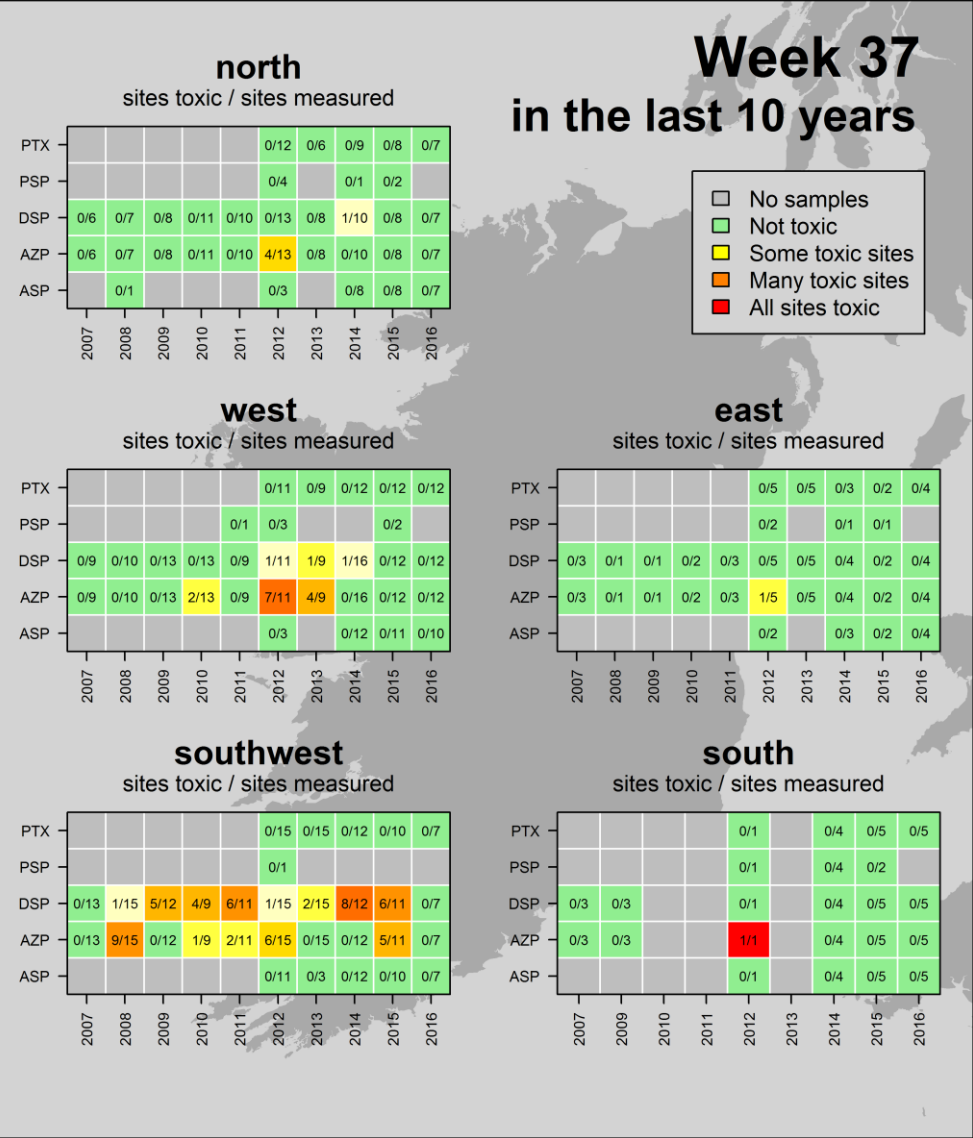 Week 37
in the last 10 years
No samples
Not toxic
Some toxic sites
Many toxic sites
All sites toxic
north
sites toxic / sites measured
PTX 0/12 0/6 0/9 0/8 0/7
PSP 0/4 0/1 0/2
DSP 0/6 0/7 0/8 0/11 0/10 0/13 0/8 1/10 0/8 0/7
AZP 0/6 0/7 0/8 0/11 0/10 4/13 0/8 0/10 0/8 0/7
ASP 0/1 0/3 0/8 0/8 0/7
2007 2008 2009 2010 2011 2012 2013 2014 2015 2016
west
sites toxic / sites measured
PTX 0/11 0/9 0/12 0/12 0/12
PSP 0/1 0/3 0/2
DSP 0/9 0/10 0/13 0/13 0/9 1/11 1/9 1/16 0/12 0/12
AZP 0/9 0/10 0/13 2/13 0/9 7/11 4/9 0/16 0/12 0/12
ASP 0/3 0/12 0/11 0/10
2007 2008 2009 2010 2011 2012 2013 2014 2015 2016
east
sites toxic / sites measured
PTX 0/5 0/5 0/3 0/2 0/4
PSP 0/2 0/1 0/1
DSP 0/3 0/1 0/1 0/2 0/3 0/5 0/5 0/4 0/2 0/4
AZP 0/3 0/1 0/1 0/2 0/3 1/5 0/5 0/4 0/2 0/4
ASP 0/2 0/3 0/2 0/4
2007 2008 2009 2010 2011 2012 2013 2014 2015 2016
southwest
sites toxic / sites measured
PTX 0/15 0/15 0/12 0/10 0/7
PSP 0/1
DSP 0/13 1/15 5/12 4/9 6/11 1/15 2/15 8/12 6/11 0/7
AZP 0/13 9/15 0/12 1/9 2/11 6/15 0/15 0/12 5/11 0/7
ASP 0/11 0/3 0/12 0/10 0/7
2007 2008 2009 2010 2011 2012 2013 2014 2015 2016
south
sites toxic / sites measured
PTX 0/1 0/4 0/5 0/5
PSP 0/1 0/4 0/2
DSP 0/3 0/3 0/1 0/4 0/5 0/5
AZP 0/3 0/3 1/1 0/4 0/5 0/5
ASP 0/1 0/4 0/5 0/5
2007 2009 2010 2011 2012 2013 2014 2015 2016